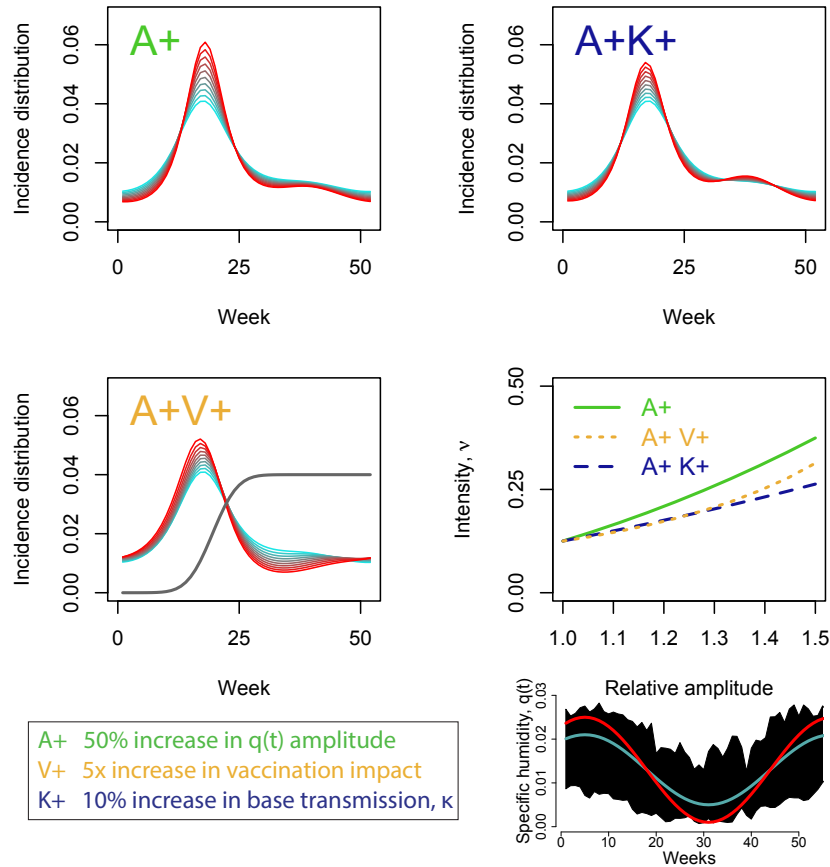 A+
Incidence distribution
0.00 0.02 0.04 0.06
0 25 50
Week
A+K+
Incidence distribution
0.00 0.02 0.04 0.06
0 25 50
Week
A+V+
Incidence distribution
0.00 0.02 0.04 0.06
0 25 50
Week
A+
A+ V+
A+ K+
Intensity, ν
0.00 0.25 0.50
1.0 1.1 1.2 1.3 1.4 1.5
Relative amplitude
Specific humidity, q(t)
0.00 0.01 0.02 0.03
0 10 20 30 40 50
Weeks
A+ 50% increase in q(t) amplitude
V+ 5x increase in vaccination impact
K+ 10% increase in base transmission, κ